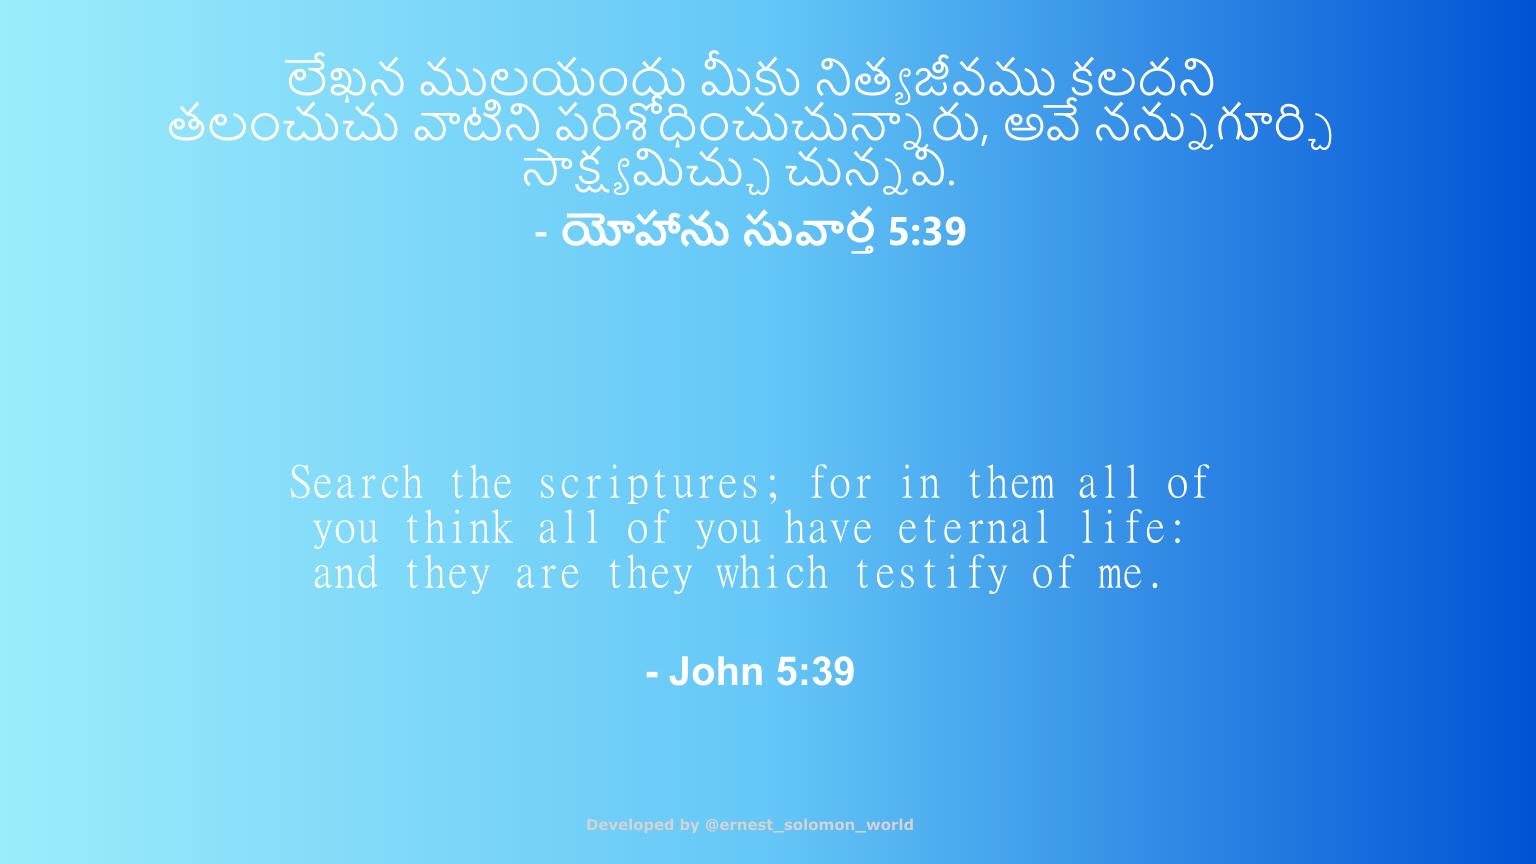 లేఖన ములయందు మీకు నిత్యజీవము కలదని
తలంచుచు వాటిని పరిశోధించుచున్నారు, అవే నన్నుగూర్చి
సాక్ష్యమిచ్చు చున్నవి.
- యోహాను సువార్త 5:39
Search the scriptures; for in them all of
you think all of you have eternal life:
and they are they which testify of me.
- John 5:39
Developed by @ernest_solomon_world